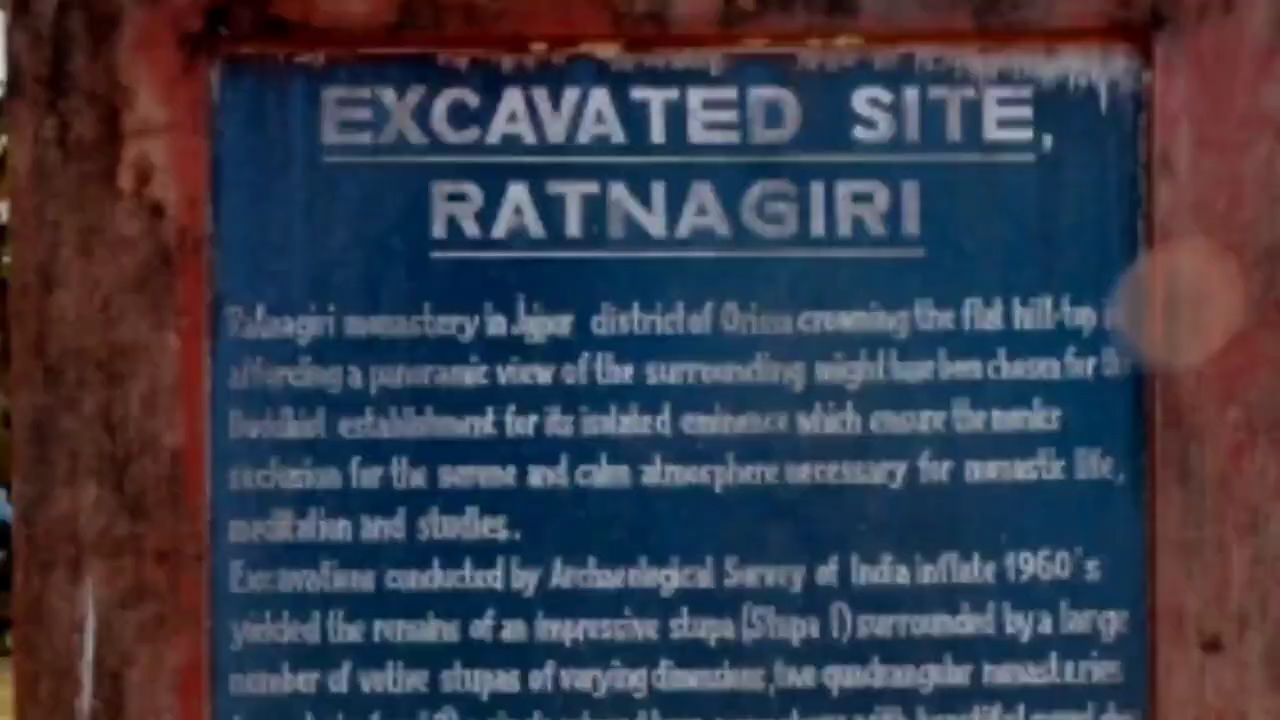 EXCAVATED SITE,
RATNAGIRI
Ratnagiri monastery in Jajpur district of Orissa crowning the flat hill-top
affording a panoramic view of the surrounding might have been chosen for the
Buddhist establishment for its isolated eminence which ensure the monks
seclusion for the serene and calm atmosphere necessary for monastic life,
meditation and studies.
Excavations conducted by Archaeological Survey of India in late 1960's
yielded the remains of an impressive stupa (Stupa 1) surrounded by a large
number of votive stupas of varying dimensions, two quadrangular monasteries